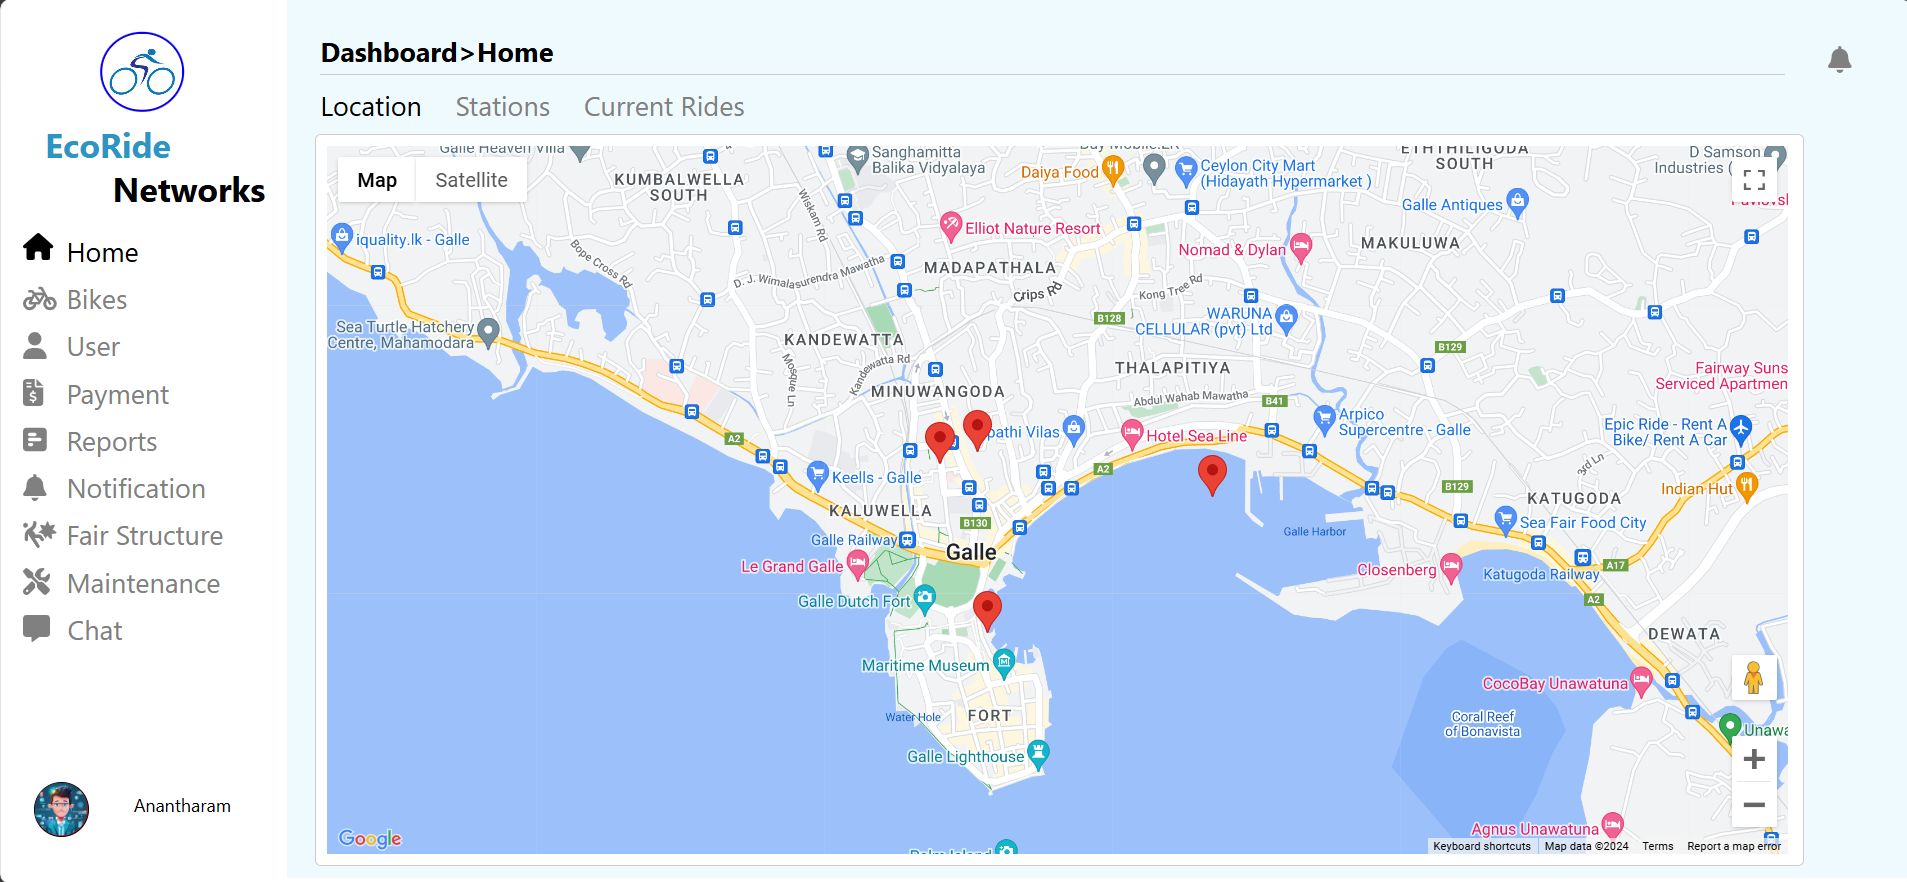 EcoRide
Networks
Home
Bikes
User
Payment
Reports
Notification
Fair Structure
Maintenance
Chat
Anantharam
Dashboard>Home
Location Stations Current Rides
Map Satellite
Galle Heaven Villa
KUMBALWELLA
SOUTH
Sanghamitta
Balika Vidyalaya
Daiya Food
Ceylon City Mart
(Hidayath Hypermarket )
ETHTHILIGODA
SOUTH
D Samson
Industries (
Galle Antiques
iquality.lk - Galle
Wiskam Rd
Bope Cross Rd
Elliot Nature Resort
Nomad & Dylan
MAKULUWA
D. J. Wimalasurendra Mawatha
MADAPATHALA
Crips Rd
Kong Tree Rd
Sea Turtle Hatchery
Centre, Mahamodara
B128
WARUNA
CELLULAR (pvt) Ltd
KANDEWATTA
Kandewatta Rd
Mosque Ln
B129
THALAPITIYA
Fairway Suns
Serviced Apartmen
MINUWANGODA
Abdul Wahab Mawatha
B41
Arpico
Supercentre - Galle
Epic Ride - Rent A
Bike/ Rent A Car
A2
pathi Vilas
Hotel Sea Line
A2
3rd Ln
Keells - Galle
B129
KATUGODA
Indian Hut
KALUWELLA
B130
Sea Fair Food City
Galle Railway
Galle
Galle Harbor
Le Grand Galle
Closenberg
Katugoda Railway
A17
Galle Dutch Fort
A2
DEWATA
Maritime Museum
CocoBay Unawatuna
Water Hole
FORT
Coral Reef
of Bonavista
Unawa
Galle Lighthouse
Agnus Unawatuna
Google
Palm Island
Keyboard shortcuts Map data ©2024 Terms Report a map error